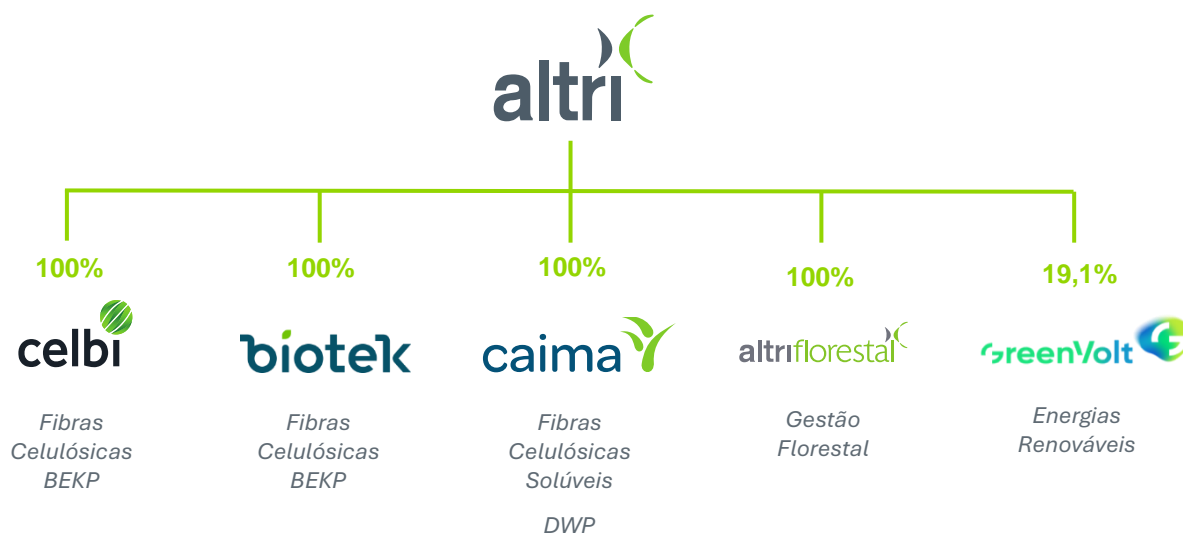 altri
100%
100%
100%
100%
19,1%
celbi
biotek
caima
altriflorestal
GreenVolt
Fibras
Celulósicas
BEKP
Fibras
Celulósicas
BEKP
Fibras
Celulósicas
Solúveis
DWP
Gestão
Florestal
Energias
Renováveis